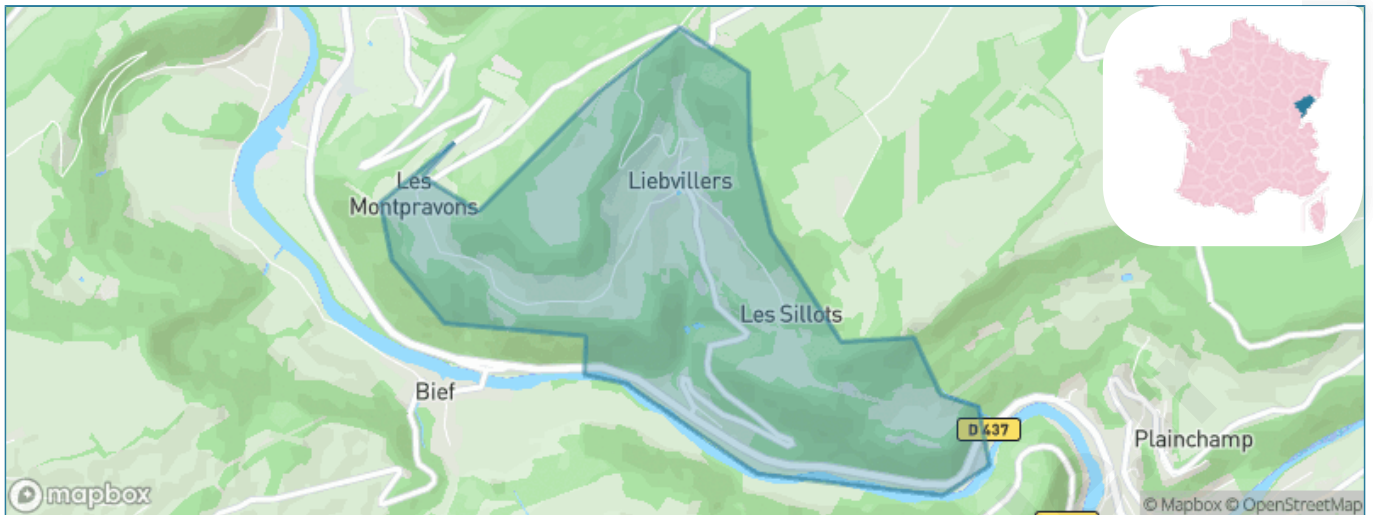 Les
Montpravons
Liebvillers
Les Sillots
Bief
D 437
Plainchamp
mapbox
© Mapbox © OpenStreetMap